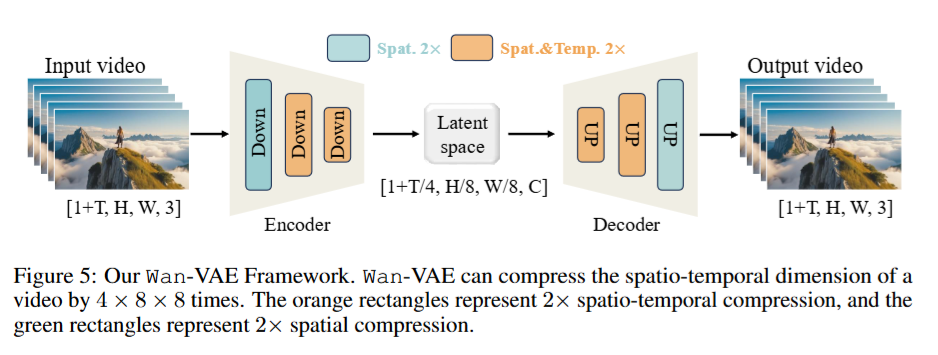 Spat. 2× Spat.&Temp. 2×
Input video
Output video
Down
Down
Down
Latent
space
UP
UP
UP
[1+T, H, W, 3]
[1+T/4, H/8, W/8, C]
[1+T, H, W, 3]
Encoder
Decoder
Figure 5: Our Wan-VAE Framework. Wan-VAE can compress the spatio-temporal dimension of a
video by 4 × 8 × 8 times. The orange rectangles represent 2× spatio-temporal compression, and the
green rectangles represent 2× spatial compression.